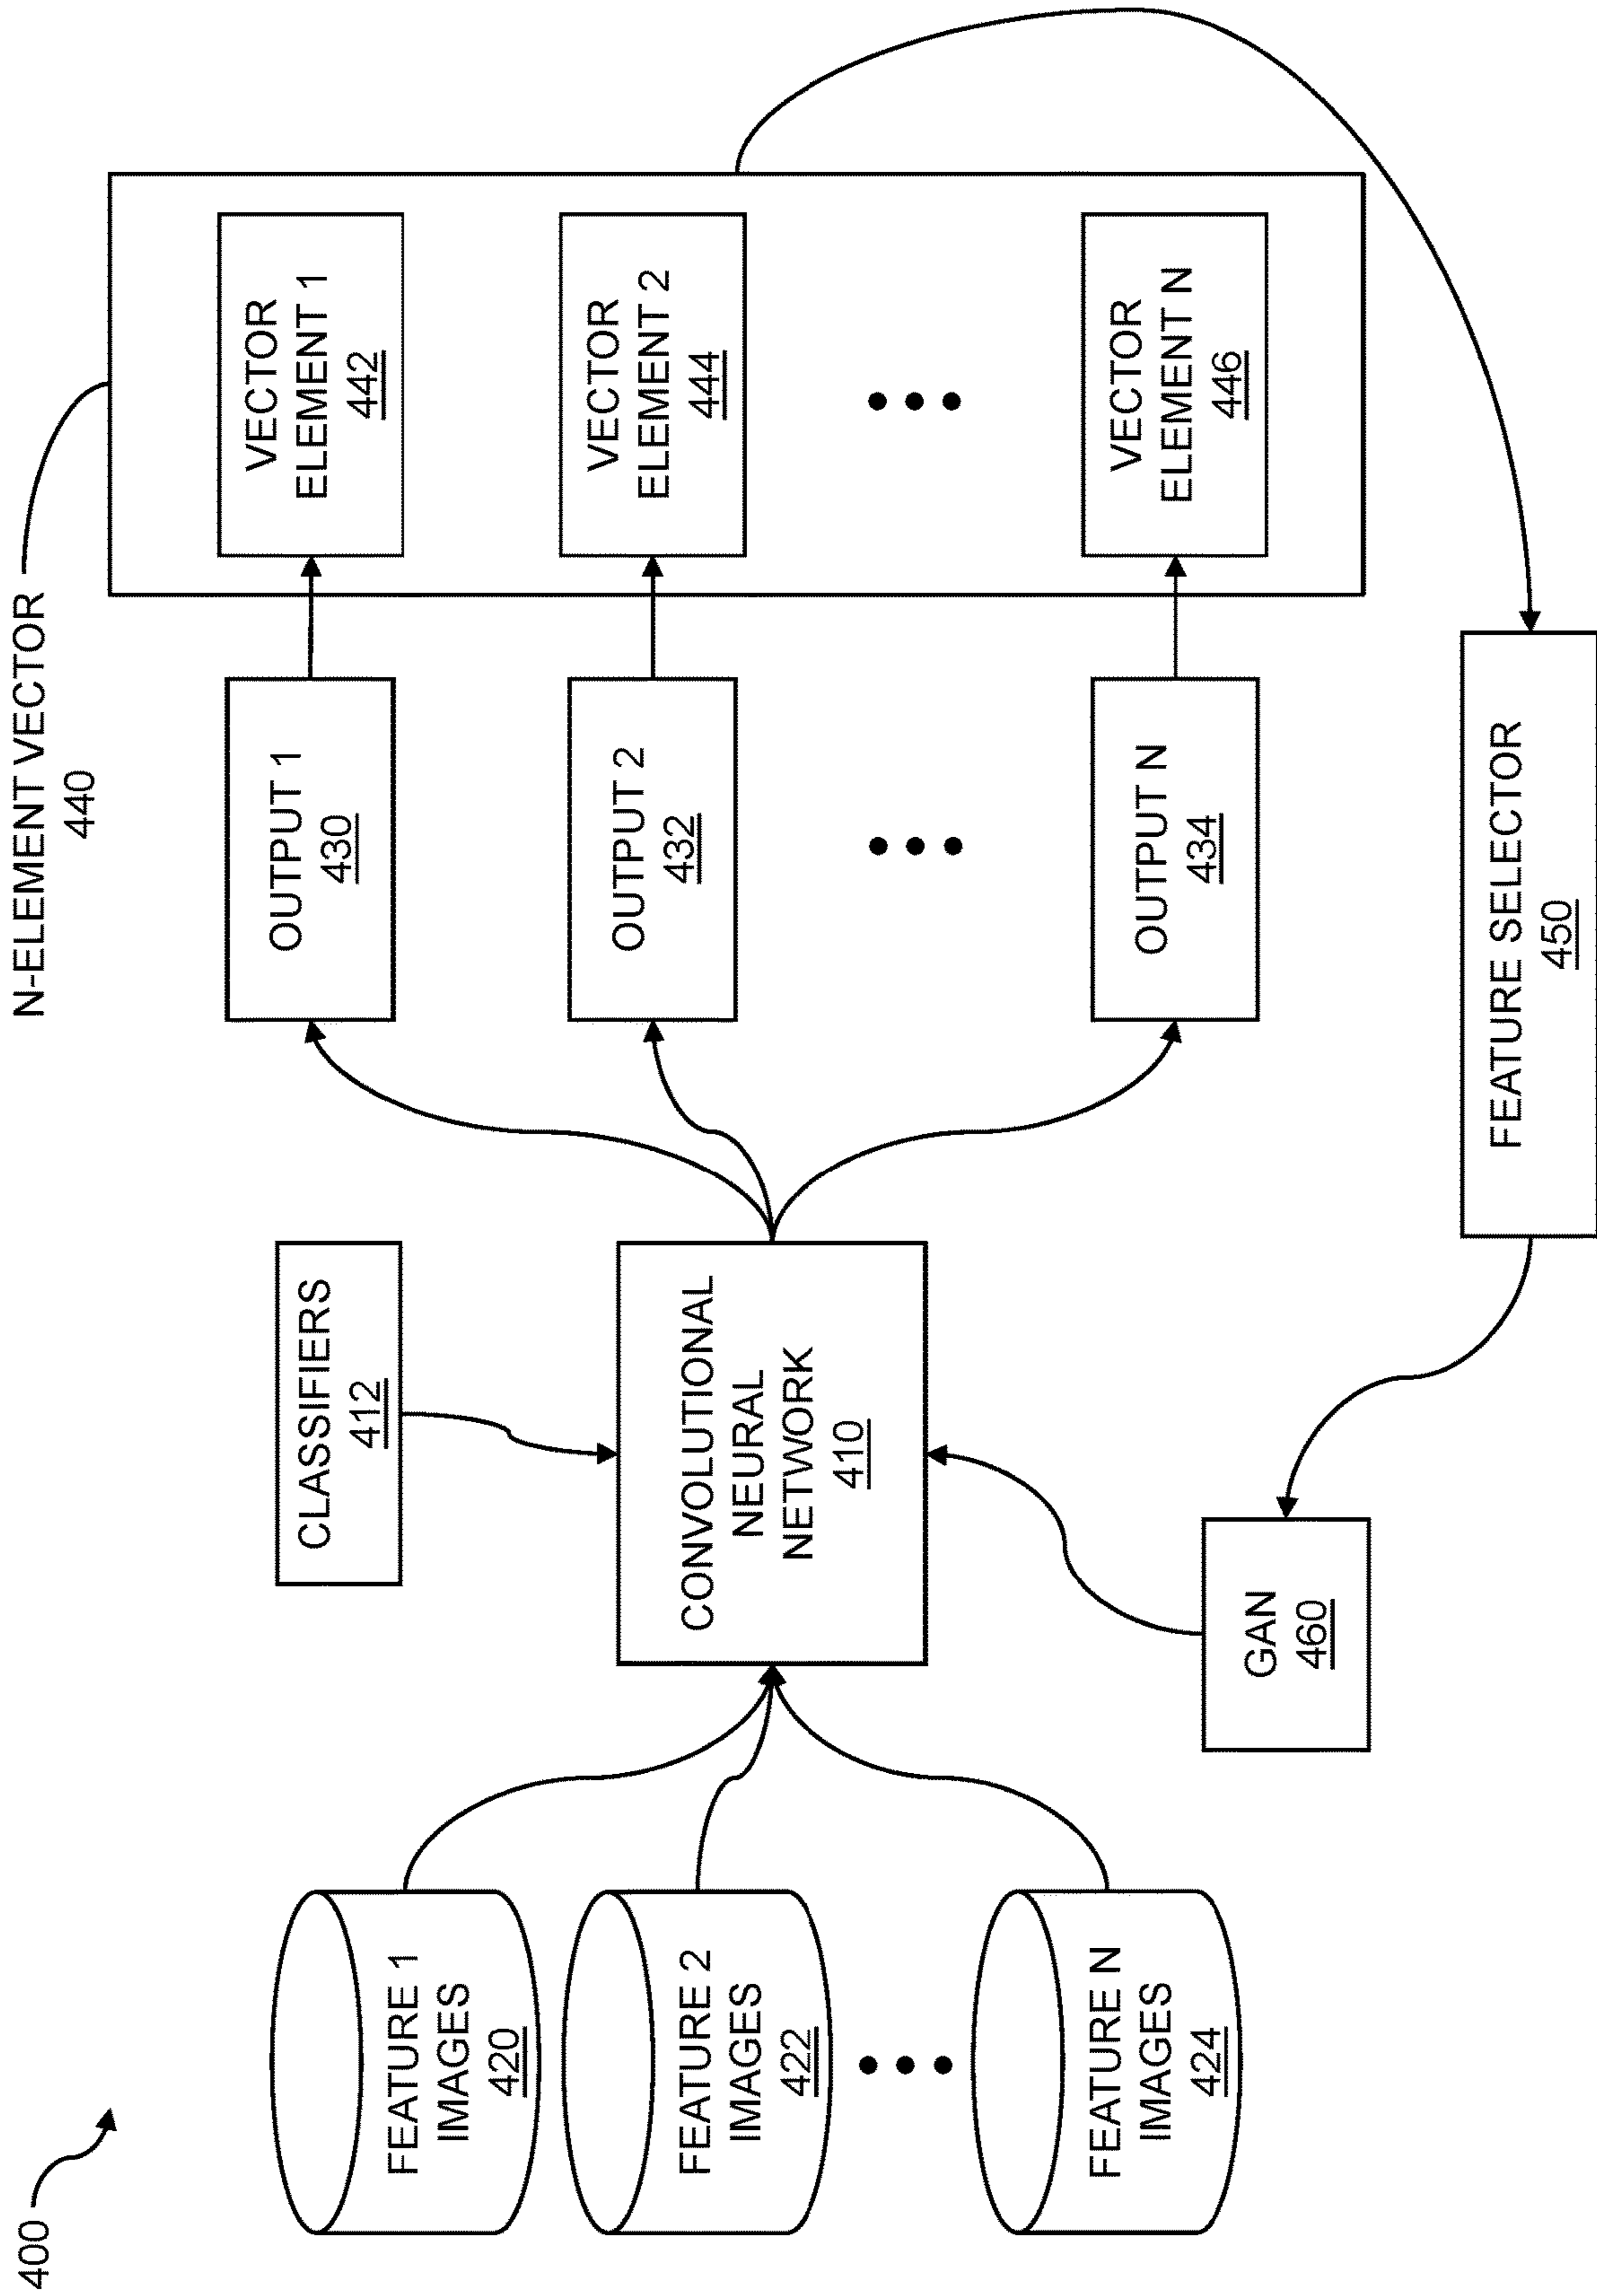 400
N-ELEMENT VECTOR
440
FEATURE 1
IMAGES
420
FEATURE 2
IMAGES
422
FEATURE N
IMAGES
424
CLASSIFIERS
412
CONVOLUTIONAL
NEURAL
NETWORK
410
GAN
460
OUTPUT 1
430
OUTPUT 2
432
OUTPUT N
434
VECTOR
ELEMENT 1
442
VECTOR
ELEMENT 2
444
VECTOR
ELEMENT N
446
FEATURE SELECTOR
450